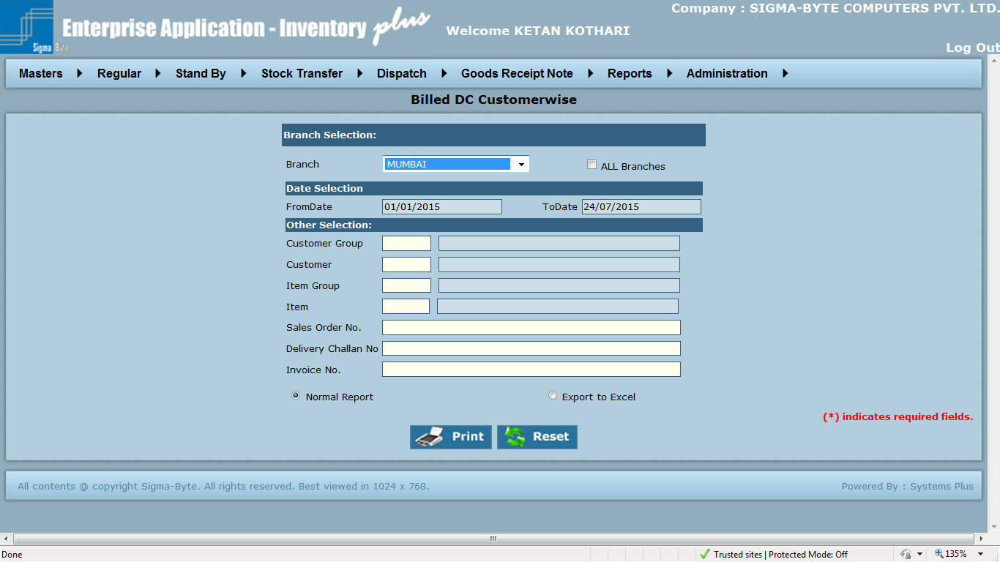 Company : SIGMA-BYTE COMPUTERS PVT. LTD.
Enterprise Application - Inventory plus
Welcome KETAN KOTHARI
Sigma Byte
Log Out
Masters Regular Stand By Stock Transfer Dispatch Goods Receipt Note Reports Administration
Billed DC Customerwise
Branch Selection:
Branch MUMBAI ALL Branches
Date Selection
FromDate 01/01/2015 ToDate 24/07/2015
Other Selection:
Customer Group
Customer
Item Group
Item
Sales Order No.
Delivery Challan No
Invoice No.
Normal Report Export to Excel
(*) indicates required fields.
Print Reset
All contents @ copyright Sigma-Byte. All rights reserved. Best viewed in 1024 x 768. Powered By : Systems Plus
Done Trusted sites | Protected Mode: Off 135%